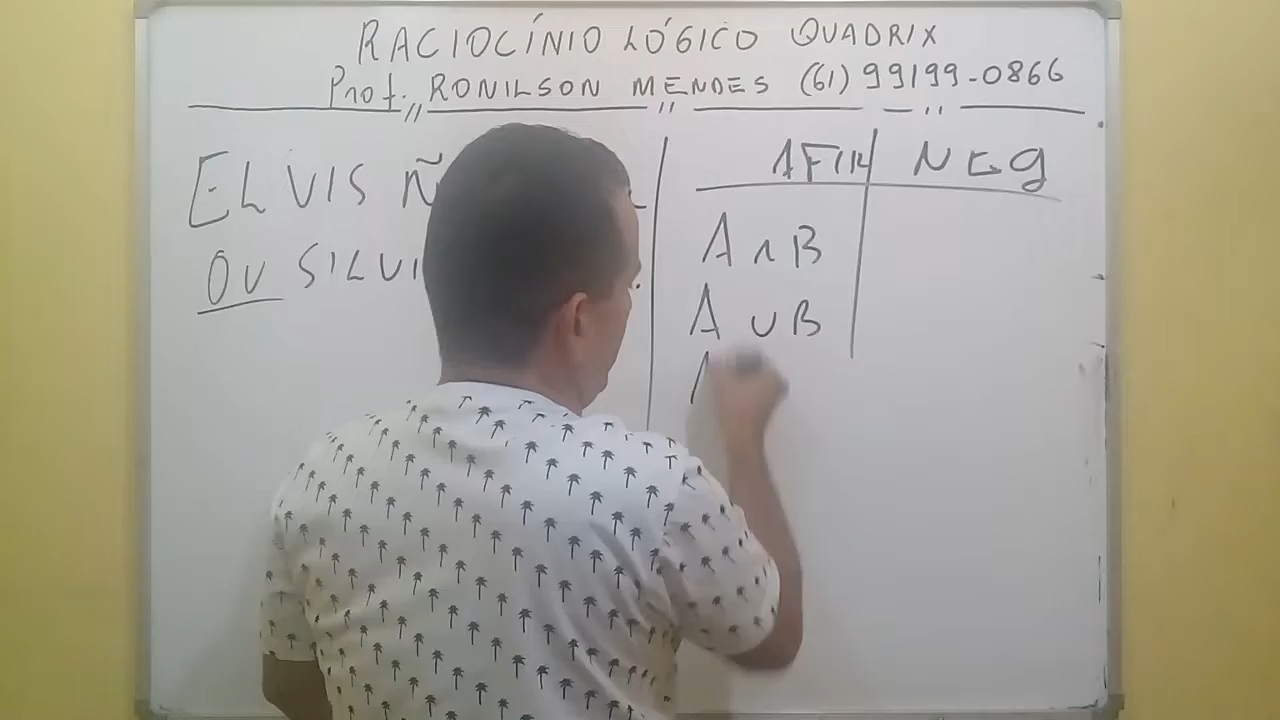 RACIOCÍNIO LÓGICO QUADRIX
Prof. RONILSON MENDES (61) 99199-0866
ELVIS Ñ
OU SILVI
AFIR NEG
A ∧ B
A ∪ B